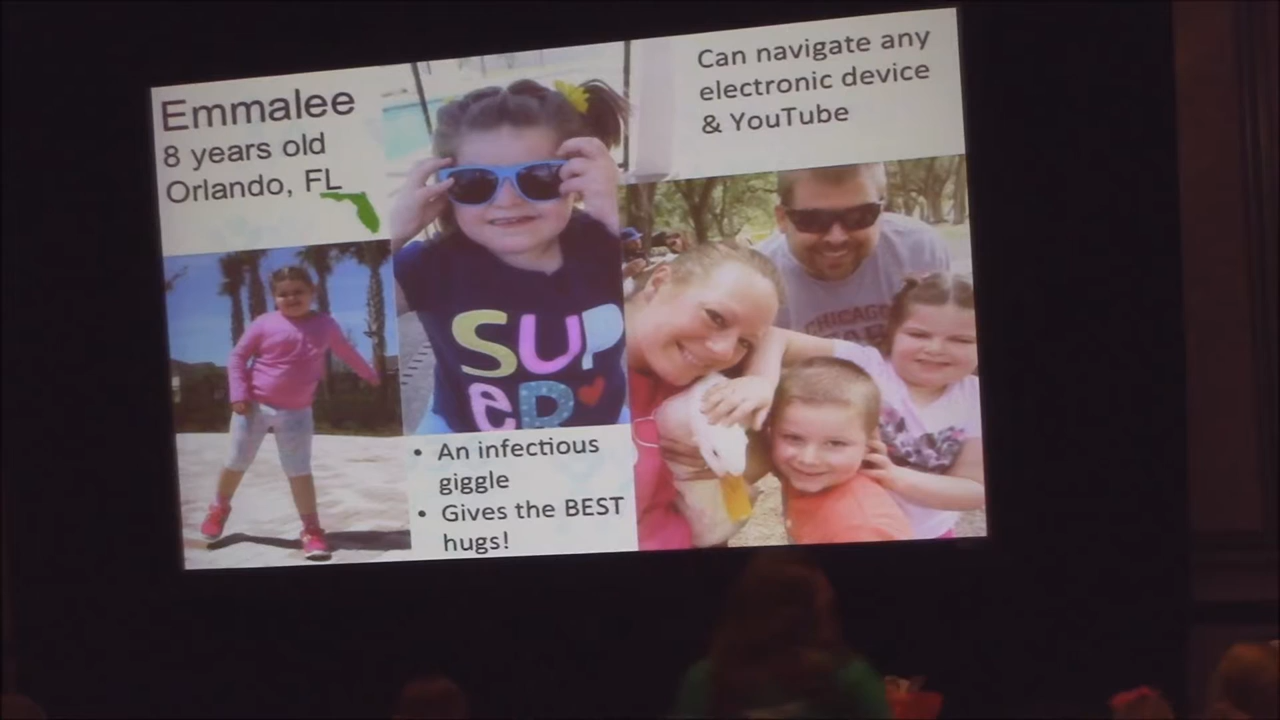 Emmalee
8 years old
Orlando, FL
Can navigate any
electronic device
& YouTube
SUP
eR
CHICAGO
• An infectious
giggle
• Gives the BEST
hugs!